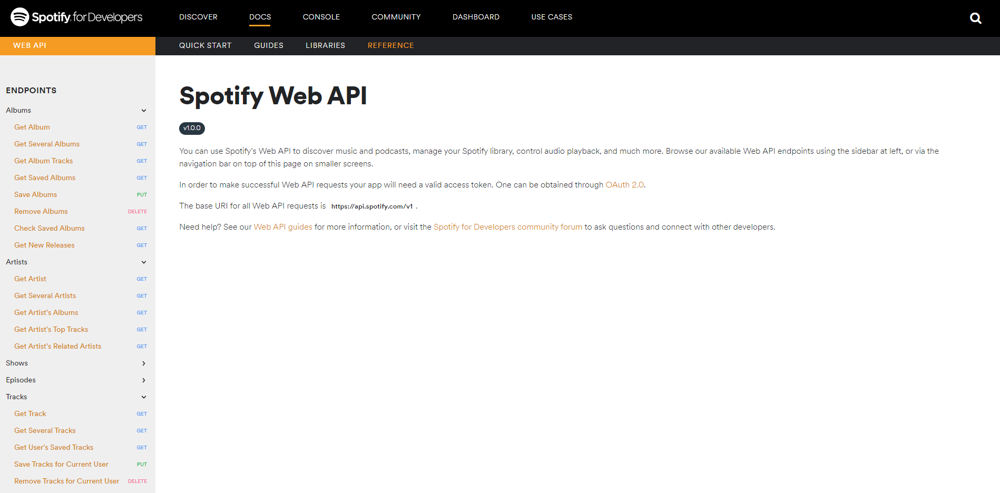 Spotify for Developers
DISCOVER
DOCS
CONSOLE
COMMUNITY
DASHBOARD
USE CASES
WEB API
QUICK START
GUIDES
LIBRARIES
REFERENCE
ENDPOINTS
Albums
Get Album GET
Get Several Albums GET
Get Album Tracks GET
Get Saved Albums GET
Save Albums PUT
Remove Albums DELETE
Check Saved Albums GET
Get New Releases GET
Artists
Get Artist GET
Get Several Artists GET
Get Artist's Albums GET
Get Artist's Top Tracks GET
Get Artist's Related Artists GET
Shows
Episodes
Tracks
Get Track GET
Get Several Tracks GET
Get User's Saved Tracks GET
Save Tracks for Current User PUT
Remove Tracks for Current User DELETE
Spotify Web API
v1.0.0
You can use Spotify's Web API to discover music and podcasts, manage your Spotify library, control audio playback, and much more. Browse our available Web API endpoints using the sidebar at left, or via the
navigation bar on top of this page on smaller screens.
In order to make successful Web API requests your app will need a valid access token. One can be obtained through OAuth 2.0.
The base URI for all Web API requests is https://api.spotify.com/v1 .
Need help? See our Web API guides for more information, or visit the Spotify for Developers community forum to ask questions and connect with other developers.